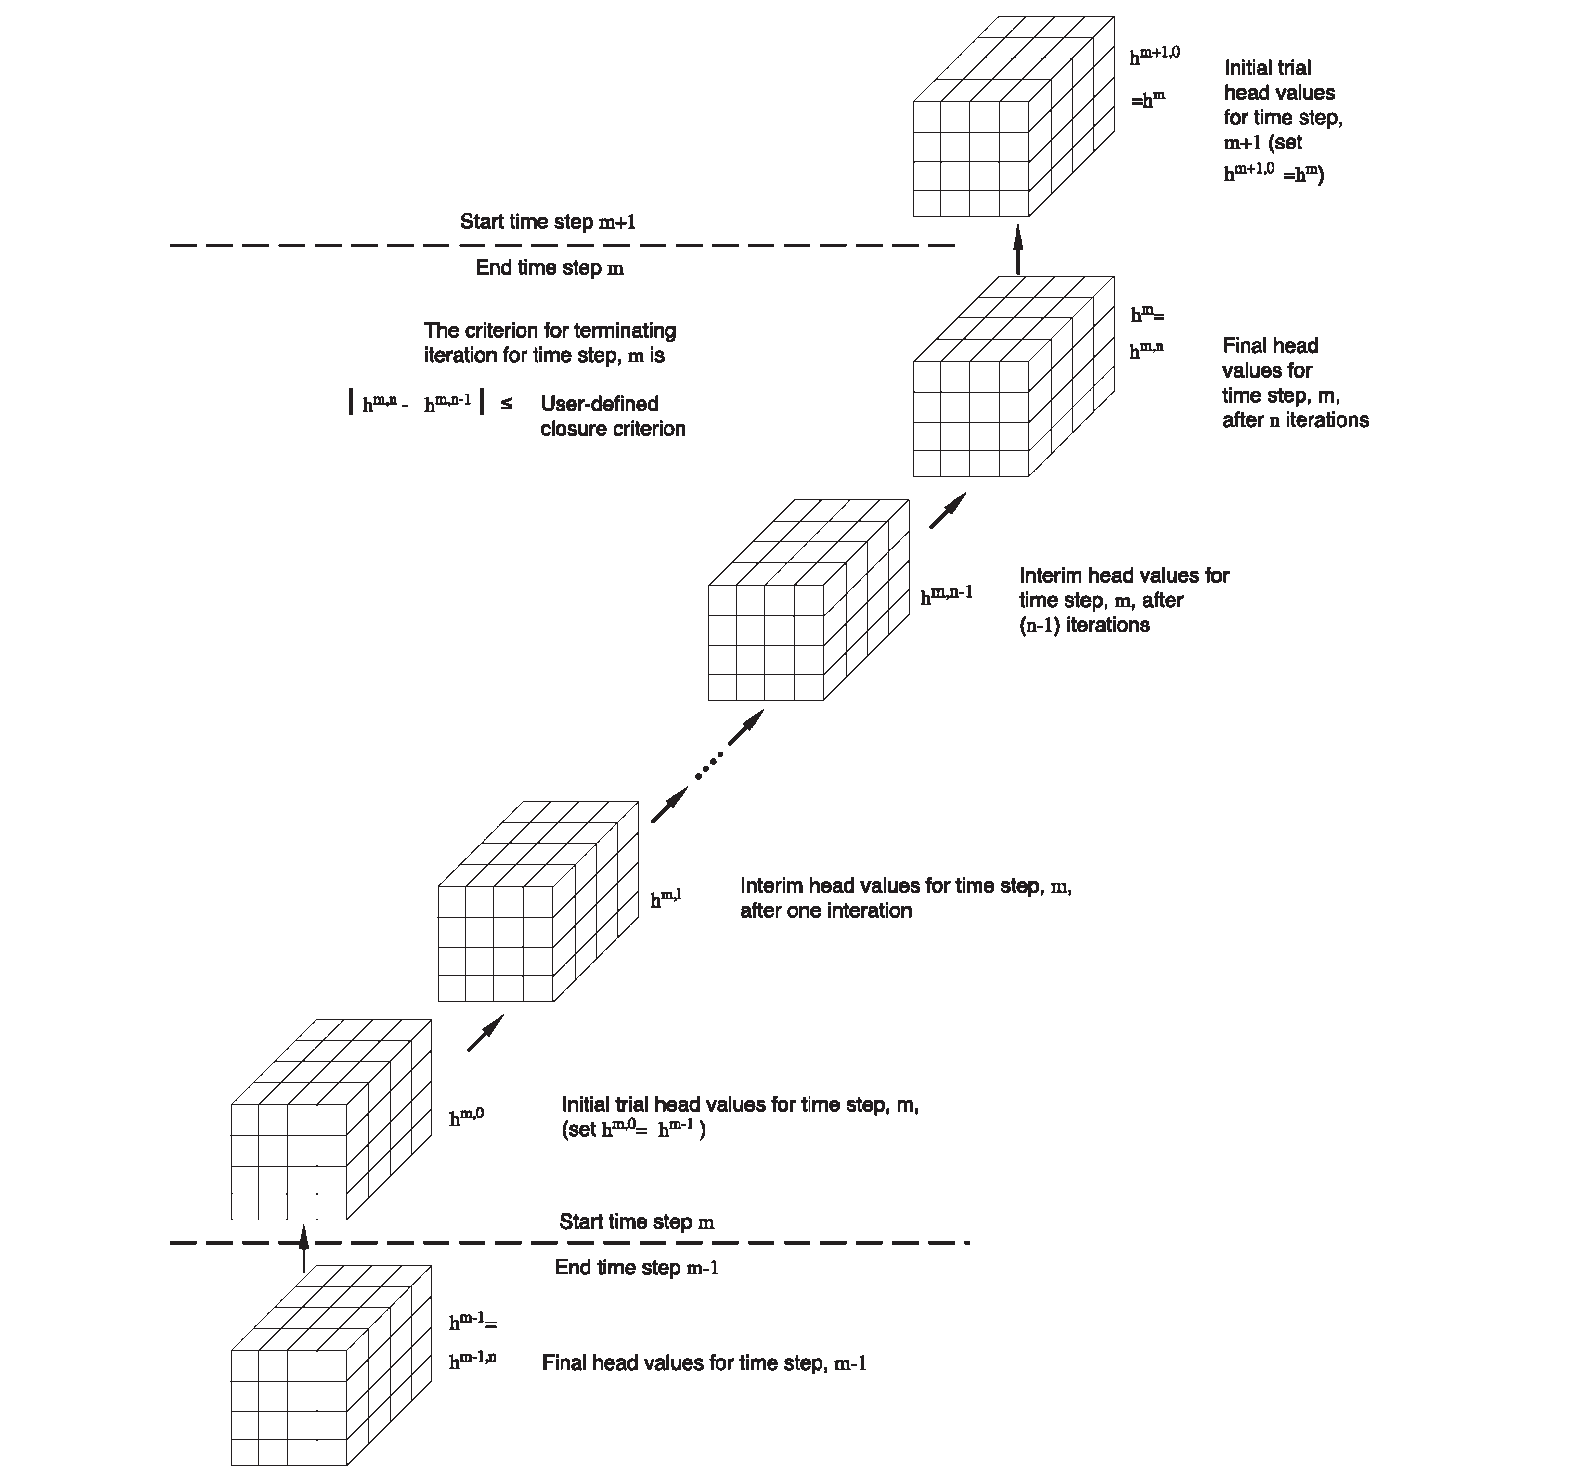 h^m+1,0
=h^m
Initial trial
head values
for time step,
m+1 (set
h^m+1,0 =h^m)
Start time step m+1
End time step m
The criterion for terminating
iteration for time step, m is
| h^m,n - h^m,n-1 | ≤ User-defined
closure criterion
h^m=
h^m,n
Final head
values for
time step, m,
after n iterations
h^m,n-1
Interim head values for
time step, m, after
(n-1) iterations
h^m,1
Interim head values for time step, m,
after one interation
h^m,0
Initial trial head values for time step, m,
(set h^m,0= h^m-1 )
Start time step m
End time step m-1
h^m-1=
h^m-1,n
Final head values for time step, m-1